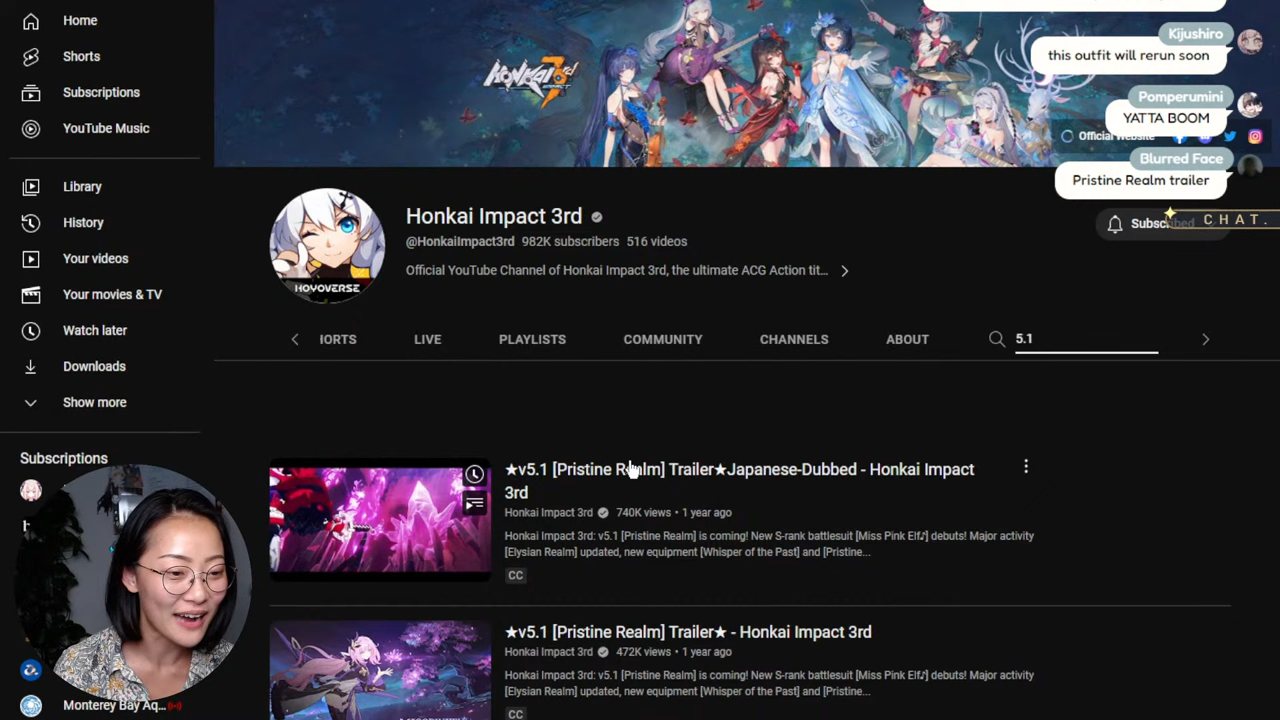 Home
Shorts
Subscriptions
YouTube Music
Library
History
Your videos
Your movies & TV
Watch later
Downloads
Show more
Subscriptions
Monterey Bay Aq...
HONKAI 3rd
IMPACT
Kijushiro
this outfit will rerun soon
Pomperumini
YATTA BOOM
Official Website
Blurred Face
Pristine Realm trailer
CHAT.
HOYOVERSE
Honkai Impact 3rd
@HonkaiImpact3rd 982K subscribers 516 videos
Official YouTube Channel of Honkai Impact 3rd, the ultimate ACG Action tit...
Subscribed
IORTS LIVE PLAYLISTS COMMUNITY CHANNELS ABOUT 5.1
★v5.1 [Pristine Realm] Trailer★Japanese-Dubbed - Honkai Impact
3rd
Honkai Impact 3rd 740K views • 1 year ago
Honkai Impact 3rd: v5.1 [Pristine Realm] is coming! New S-rank battlesuit [Miss Pink Elf♪] debuts! Major activity
[Elysian Realm] updated, new equipment [Whisper of the Past] and [Pristine...
CC
★v5.1 [Pristine Realm] Trailer★ - Honkai Impact 3rd
Honkai Impact 3rd 472K views • 1 year ago
Honkai Impact 3rd: v5.1 [Pristine Realm] is coming! New S-rank battlesuit [Miss Pink Elf♪] debuts! Major activity
[Elysian Realm] updated, new equipment [Whisper of the Past] and [Pristine...
CC